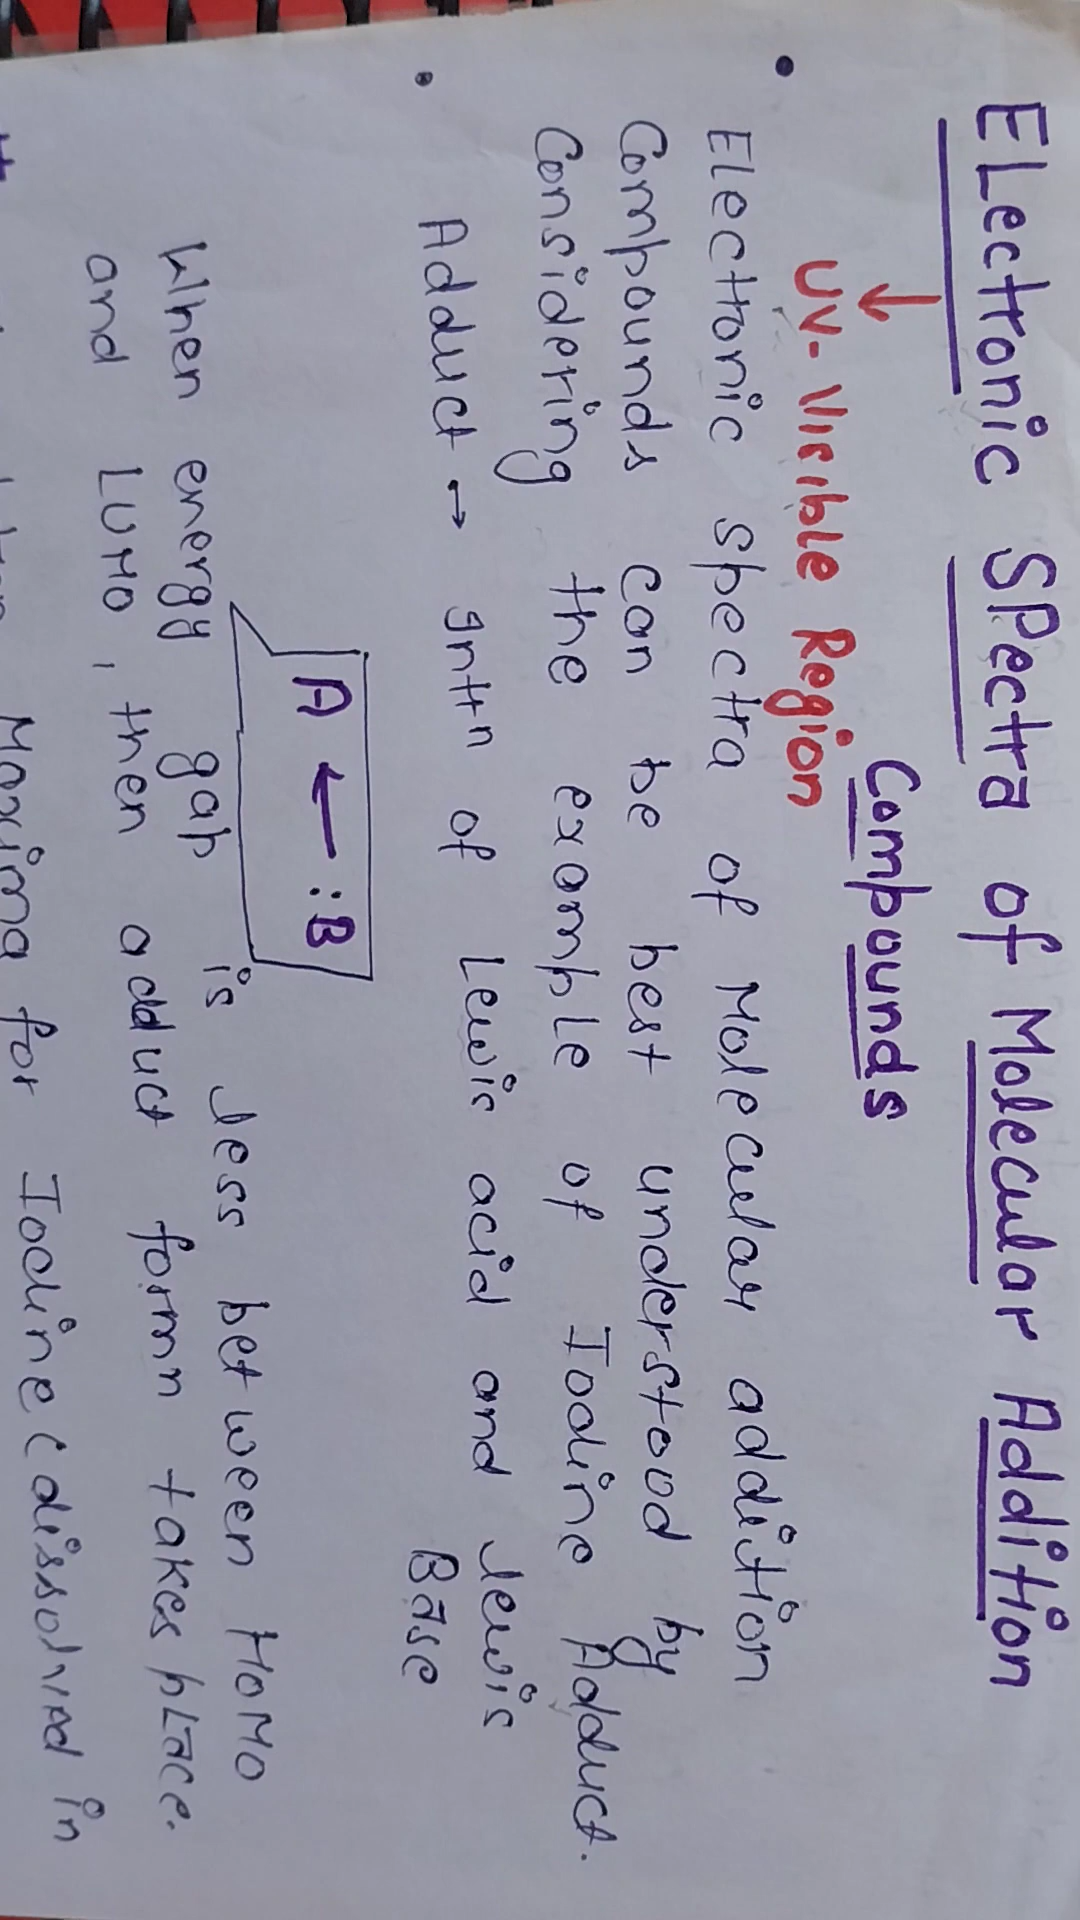 Electronic Spectra of Molecular Addition
Compounds
↓
UV-Visible Region
• Electronic spectra of Molecular addition
Compounds can be best understood by
Considering the example of Iodine Adduct.
• Adduct → Intrn of Lewis acid and lewis
Base
A ← :B
When energy gap is less between HOMO
and LUMO, then adduct formn takes place.
Maxima for Iodine (dissolved in